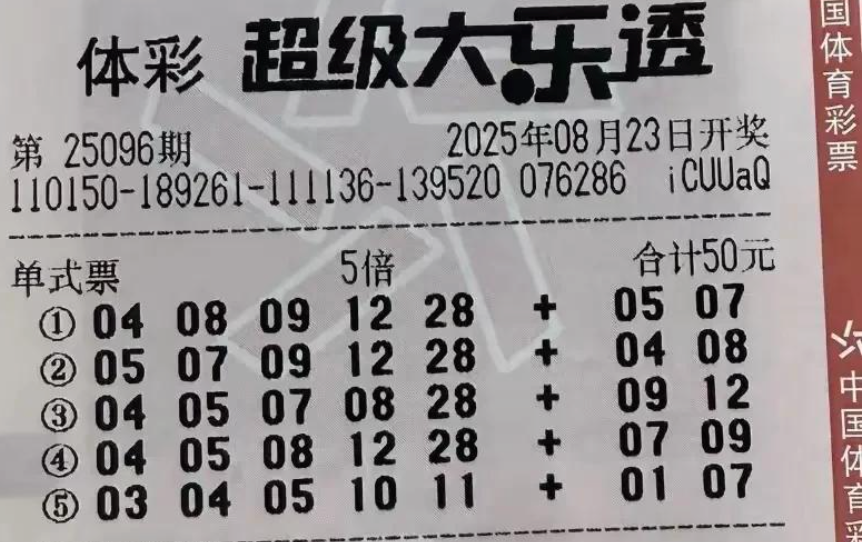 体彩 超级大乐透
第 25096期 2025年08月23日开奖
110150-189261-111136-139520 076286 iCUUaQ
单式票 5倍 合计50元
① 04 08 09 12 28 + 05 07
② 05 07 09 12 28 + 04 08
③ 04 05 07 08 28 + 09 12
④ 04 05 08 12 28 + 07 09
⑤ 03 04 05 10 11 + 01 07
国体育彩票
中国体育彩